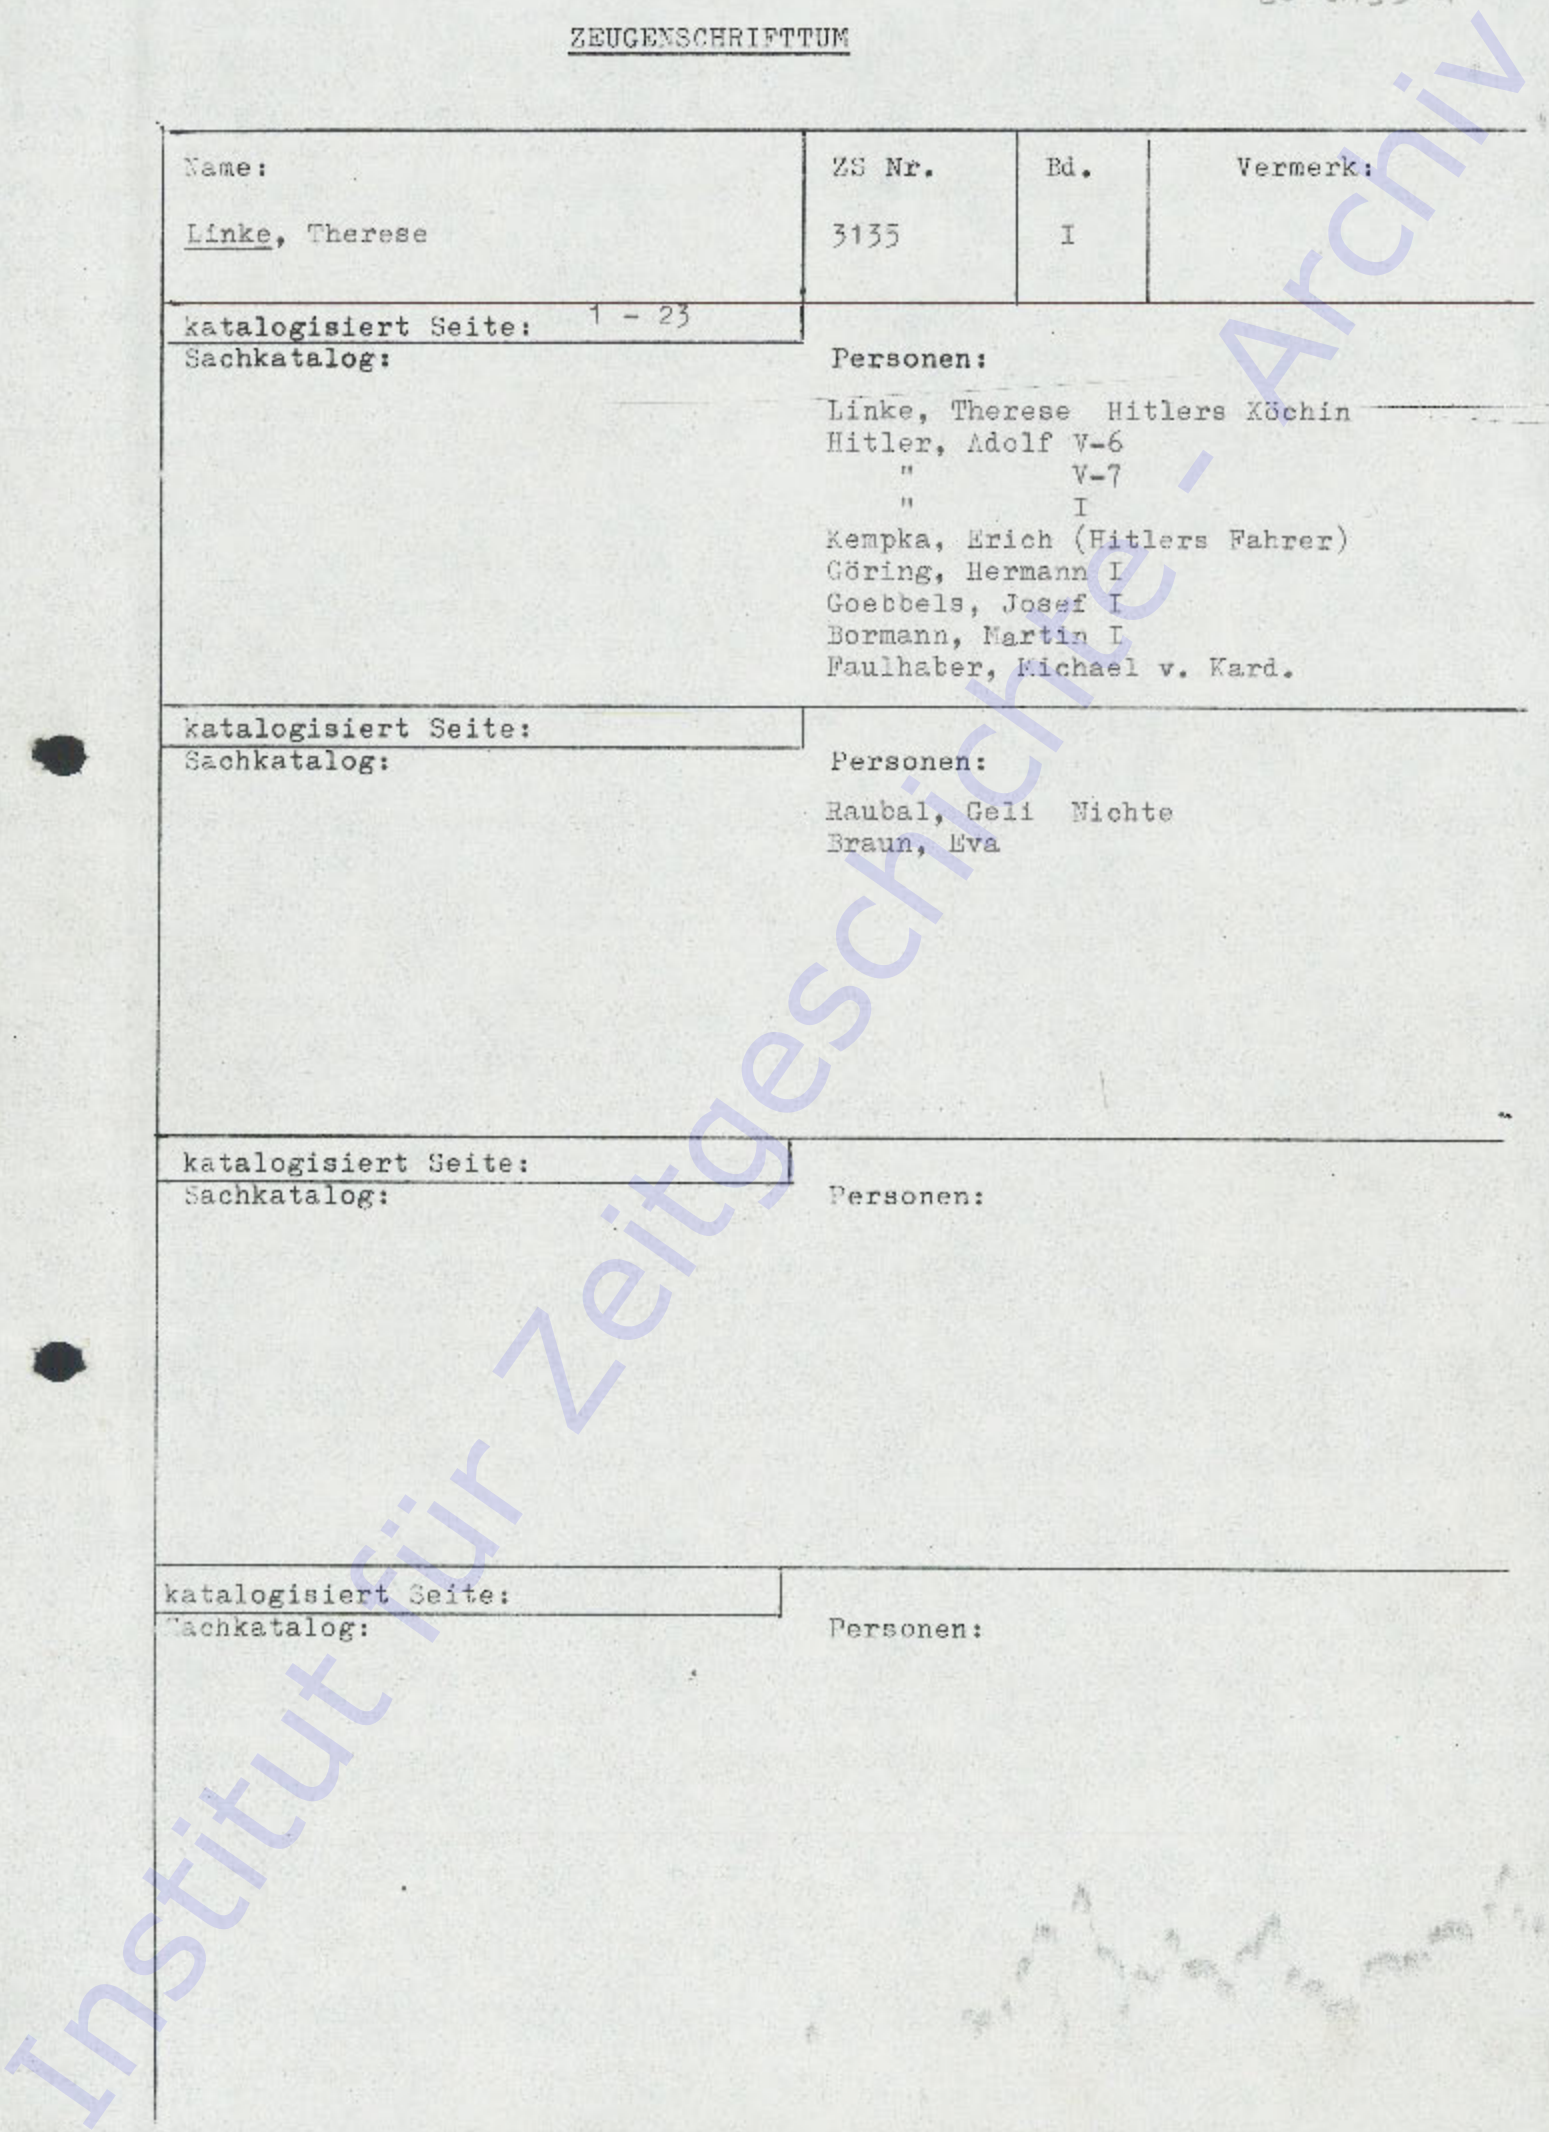 ZEUGENSCHRIFTTUM
Name: ZS Nr. Bd. Vermerk:
Linke, Therese 3135 I
katalogisiert Seite: 1 - 23
Sachkatalog: Personen:
Linke, Therese Hitlers Köchin
Hitler, Adolf V-6
" V-7
" I
Kempka, Erich (Hitlers Fahrer)
Göring, Hermann I
Goebbels, Josef I
Bormann, Martin I
Faulhaber, Michael v. Kard.
katalogisiert Seite:
Sachkatalog: Personen:
Raubal, Geli Nichte
Braun, Eva
katalogisiert Seite:
Sachkatalog: Personen:
katalogisiert Seite:
Sachkatalog: Personen:
Institut für Zeitgeschichte - Archiv